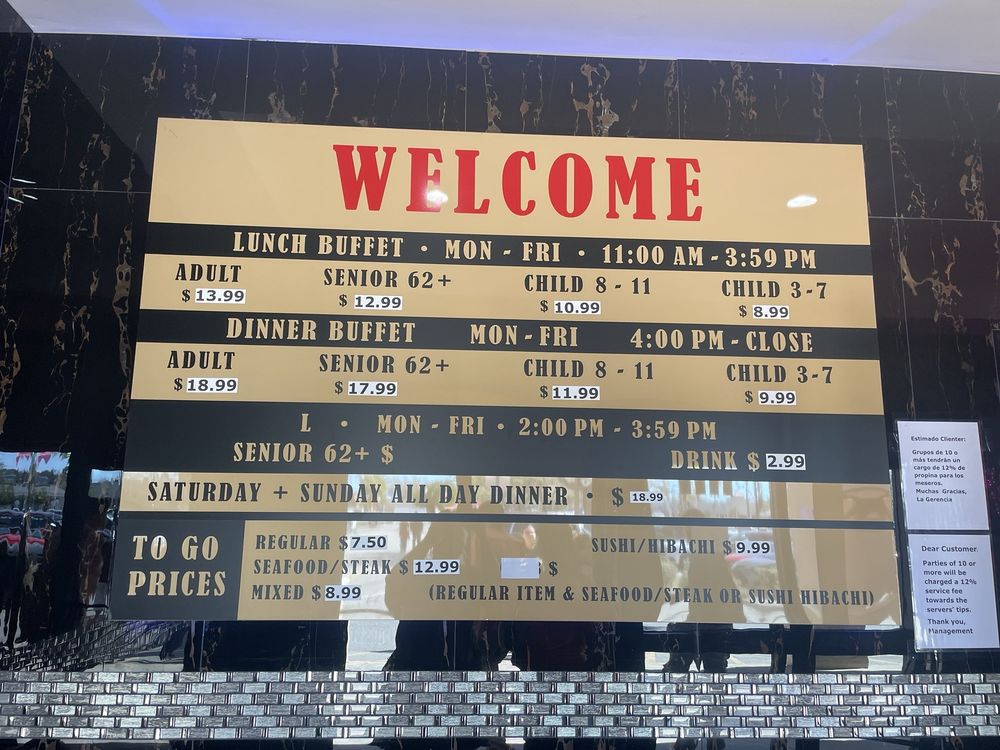 WELCOME
LUNCH BUFFET • MON - FRI • 11:00 AM - 3:59 PM
ADULT SENIOR 62+ CHILD 8 - 11 CHILD 3-7
$ 13.99 $ 12.99 $ 10.99 $ 8.99
DINNER BUFFET MON - FRI 4:00 PM - CLOSE
ADULT SENIOR 62+ CHILD 8 - 11 CHILD 3-7
$ 18.99 $ 17.99 $ 11.99 $ 9.99
L • MON - FRI • 2:00 PM - 3:59 PM
SENIOR 62+ $ DRINK $ 2.99
SATURDAY + SUNDAY ALL DAY DINNER • $ 18.99
TO GO
PRICES
REGULAR $ 7.50 SUSHI/HIBACHI $ 9.99
SEAFOOD/STEAK $ 12.99 $
MIXED $ 8.99 (REGULAR ITEM & SEAFOOD/STEAK OR SUSHI HIBACHI)
Estimado Clienter:
Grupos de 10 o
más tendrán un
cargo de 12% de
propina para los
meseros.
Muchas Gracias,
La Gerencia
Dear Customer
Parties of 10 or
more will be
charged a 12%
service fee
towards the
servers' tips.
Thank you,
Management